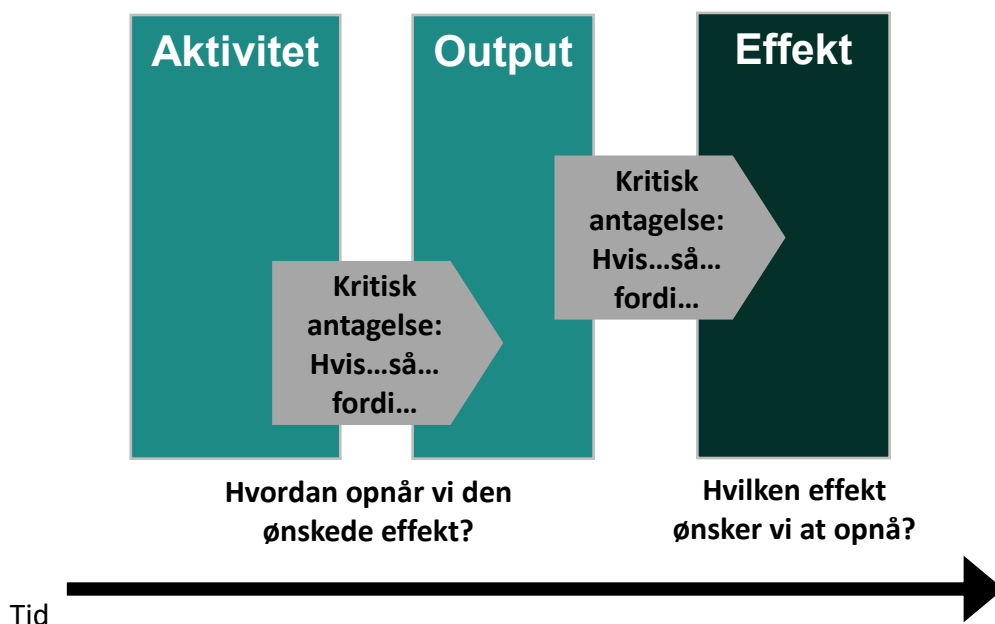 Aktivitet
Output
Effekt
Kritisk
antagelse:
Hvis...så...
fordi...
Kritisk
antagelse:
Hvis...så...
fordi...
Hvordan opnår vi den
ønskede effekt?
Hvilken effekt
ønsker vi at opnå?
Tid